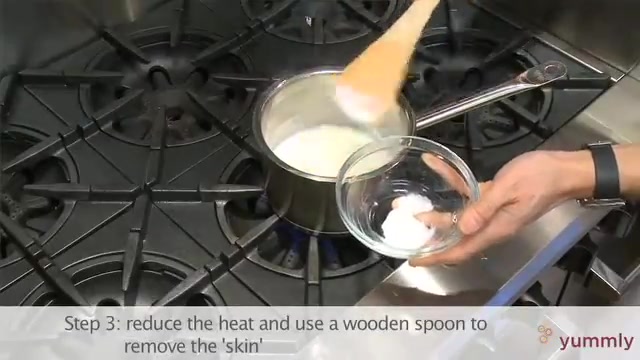 Step 3: reduce the heat and use a wooden spoon to
remove the 'skin'
yummly